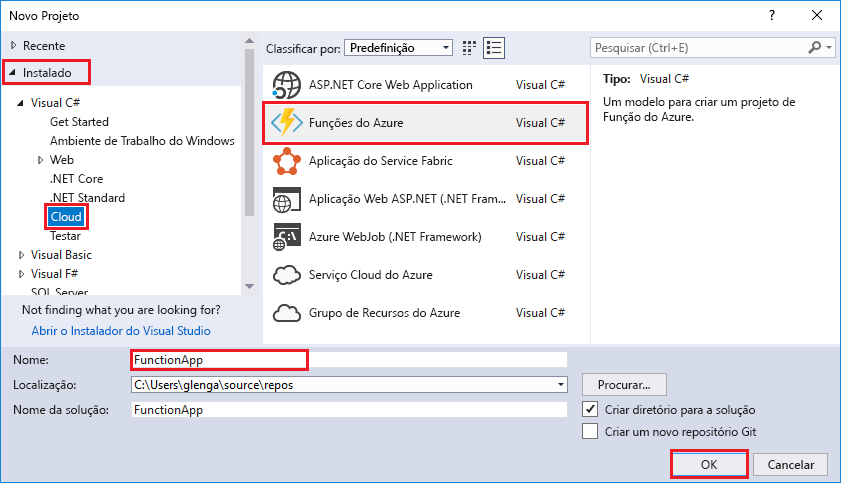 Novo Projeto
Recente
Instalado
Visual C#
Get Started
Ambiente de Trabalho do Windows
Web
.NET Core
.NET Standard
Cloud
Testar
Visual Basic
Visual F#
SQL Server
Not finding what you are looking for?
Abrir o Instalador do Visual Studio
Classificar por: Predefinição
ASP.NET Core Web Application Visual C#
Funções do Azure Visual C#
Aplicação do Service Fabric Visual C#
Aplicação Web ASP.NET (.NET Fram... Visual C#
Azure WebJob (.NET Framework) Visual C#
Serviço Cloud do Azure Visual C#
Grupo de Recursos do Azure Visual C#
Pesquisar (Ctrl+E)
Tipo: Visual C#
Um modelo para criar um projeto de
Função do Azure.
Nome: FunctionApp
Localização: C:\Users\glenga\source\repos Procurar...
Nome da solução: FunctionApp
Criar diretório para a solução
Criar um novo repositório Git
OK Cancelar